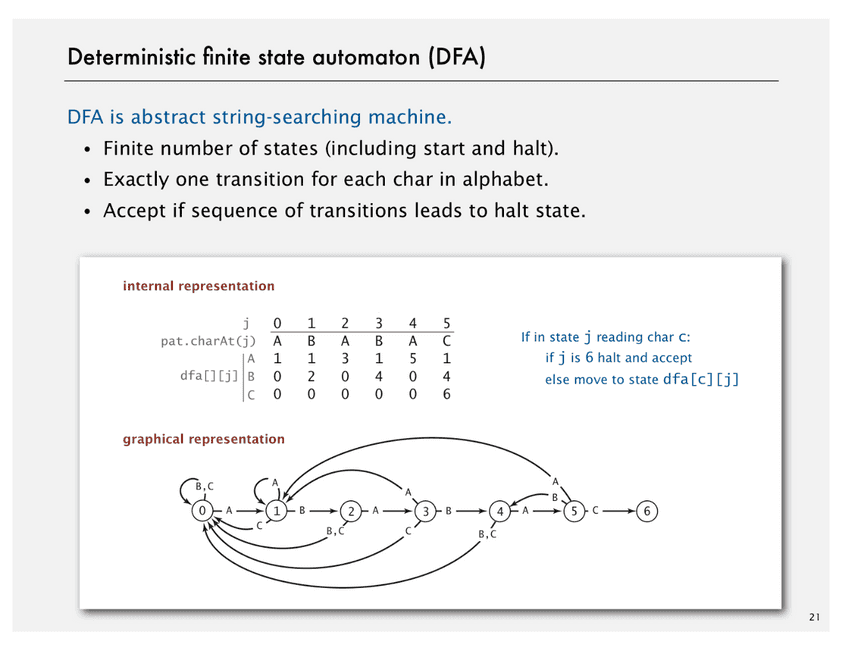 Deterministic finite state automaton (DFA)
DFA is abstract string-searching machine.
• Finite number of states (including start and halt).
• Exactly one transition for each char in alphabet.
• Accept if sequence of transitions leads to halt state.
internal representation
j 0 1 2 3 4 5
pat.charAt(j) A B A B A C
A 1 1 3 1 5 1
dfa[][j] B 0 2 0 4 0 4
C 0 0 0 0 0 6
If in state j reading char c:
if j is 6 halt and accept
else move to state dfa[c][j]
graphical representation
A
B,C A A B
0 A 1 B 2 A 3 B 4 A 5 C 6
C B,C C B,C
21